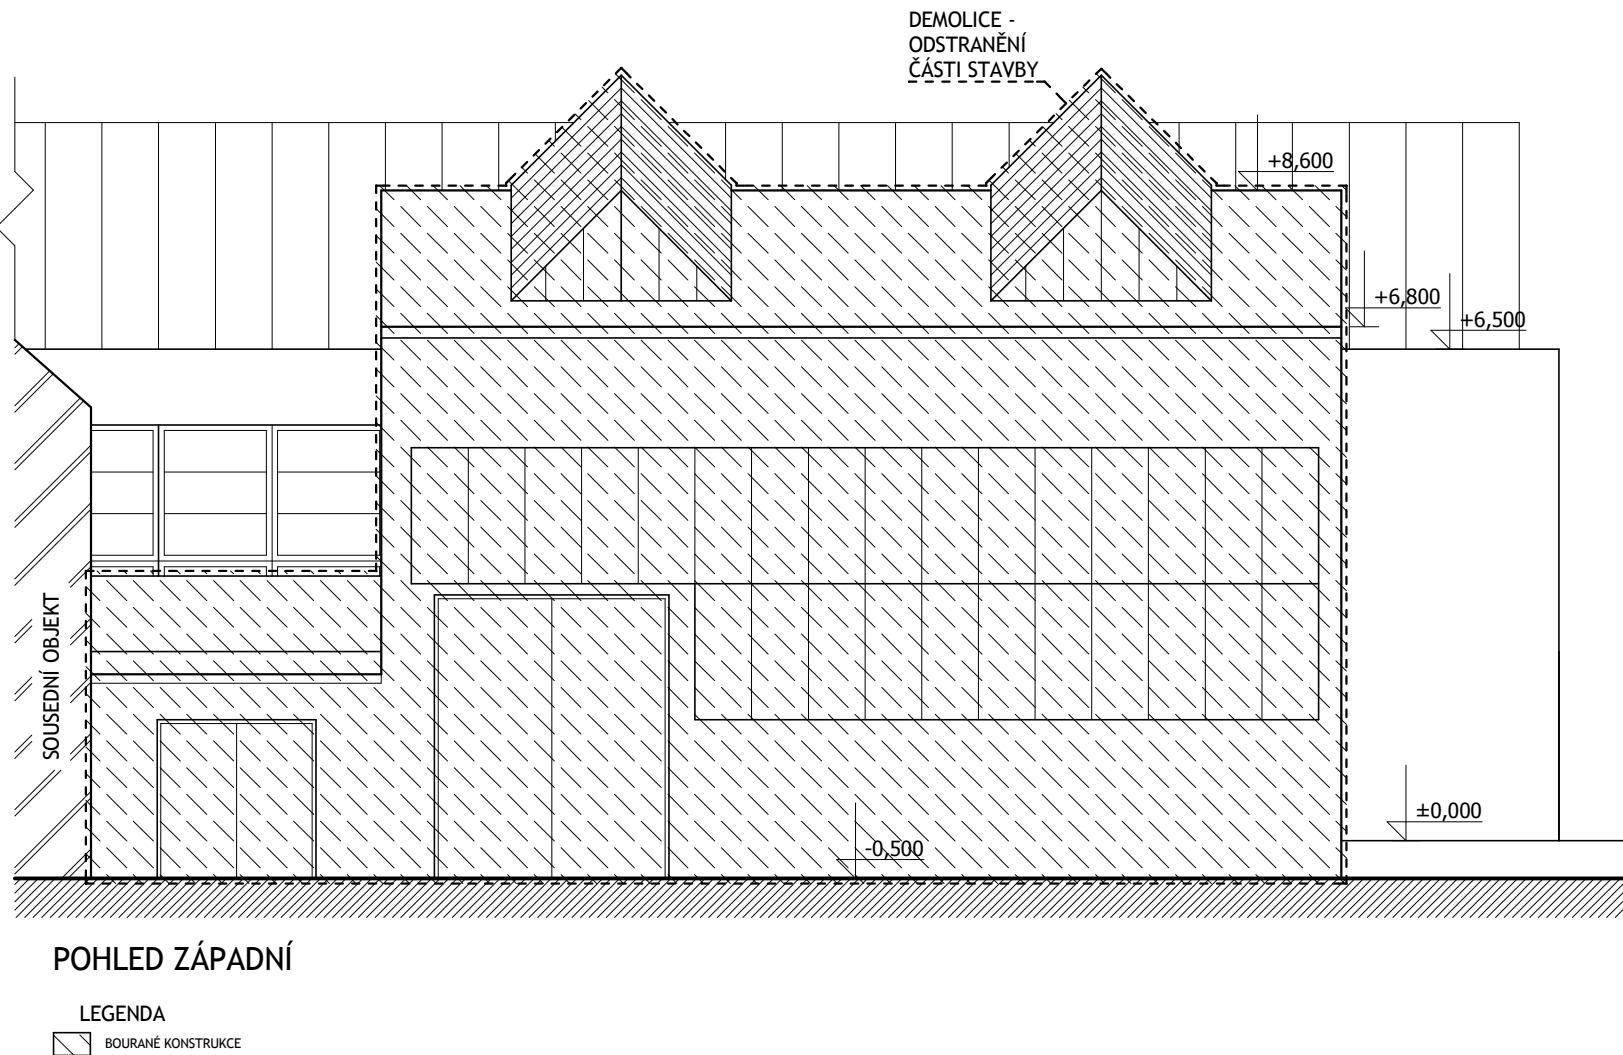 DEMOLICE -
ODSTRANĚNÍ
ČÁSTI STAVBY
+8,600
+6,800
+6,500
SOUSEDNÍ OBJEKT
±0,000
-0,500
POHLED ZÁPADNÍ
LEGENDA
BOURANÉ KONSTRUKCE